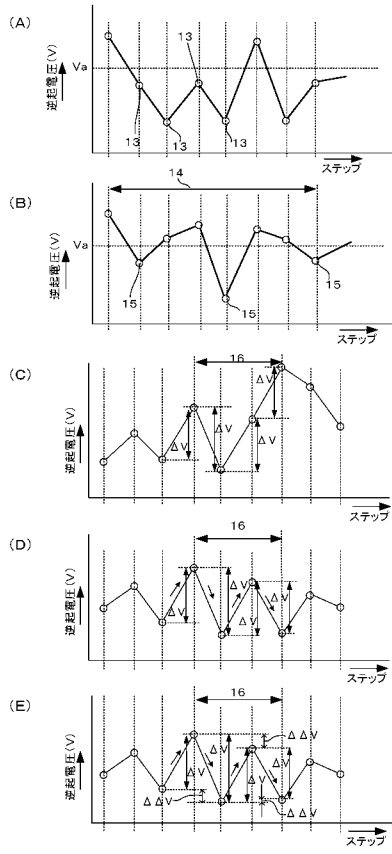 (A)
逆起電圧(V)
Va
13
13
13
13
ステップ
(B)
逆起電圧(V)
14
Va
15
15
15
ステップ
(C)
逆起電圧(V)
16
ΔV
ΔV
ΔV
ΔV
ステップ
(D)
逆起電圧(V)
16
ΔV
ΔV
ΔV
ΔV
ステップ
(E)
逆起電圧(V)
16
ΔΔV
ΔV
ΔV
ΔV
ΔV
ΔΔV
ΔΔV
ステップ